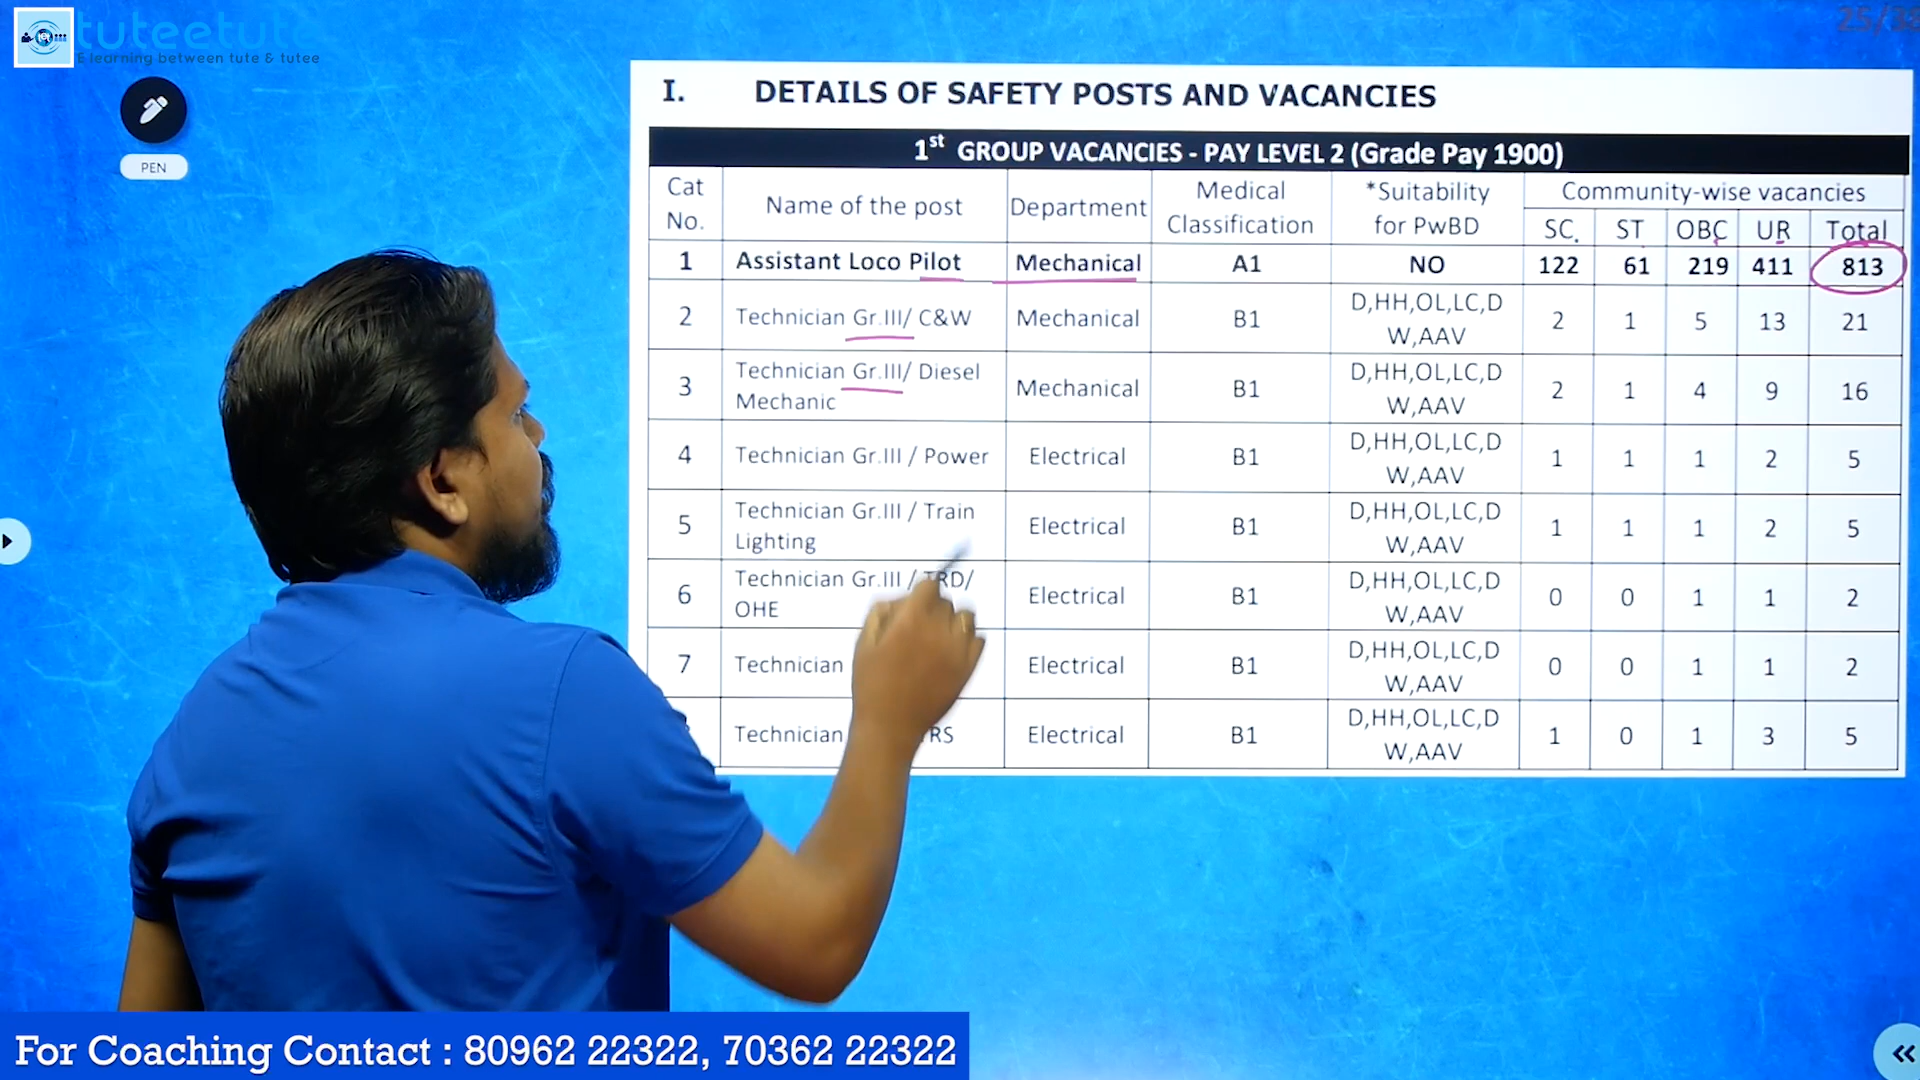 tuteetute
E learning between tute & tutee
25/38
PEN
I. DETAILS OF SAFETY POSTS AND VACANCIES
1st GROUP VACANCIES - PAY LEVEL 2 (Grade Pay 1900)
Cat No. Name of the post Department Medical Classification *Suitability for PwBD Community-wise vacancies
SC ST OBC UR Total
1 Assistant Loco Pilot Mechanical A1 NO 122 61 219 411 813
2 Technician Gr.III/ C&W Mechanical B1 D,HH,OL,LC,D W,AAV 2 1 5 13 21
3 Technician Gr.III/ Diesel Mechanic Mechanical B1 D,HH,OL,LC,D W,AAV 2 1 4 9 16
4 Technician Gr.III / Power Electrical B1 D,HH,OL,LC,D W,AAV 1 1 1 2 5
5 Technician Gr.III / Train Lighting Electrical B1 D,HH,OL,LC,D W,AAV 1 1 1 2 5
6 Technician Gr.III / TRD/ OHE Electrical B1 D,HH,OL,LC,D W,AAV 0 0 1 1 2
7 Technician Electrical B1 D,HH,OL,LC,D W,AAV 0 0 1 1 2
Technician RS Electrical B1 D,HH,OL,LC,D W,AAV 1 0 1 3 5
For Coaching Contact : 80962 22322, 70362 22322